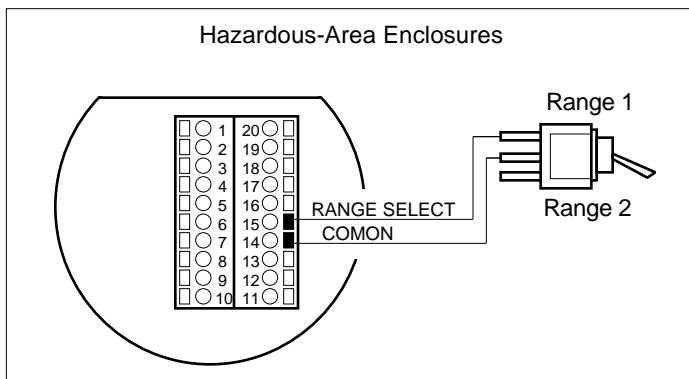 Hazardous-Area Enclosures
Range 1
1 20
2 19
3 18
4 17
5 16
6 15 RANGE SELECT
7 14 COMON
8 13
9 12
10 11
Range 2